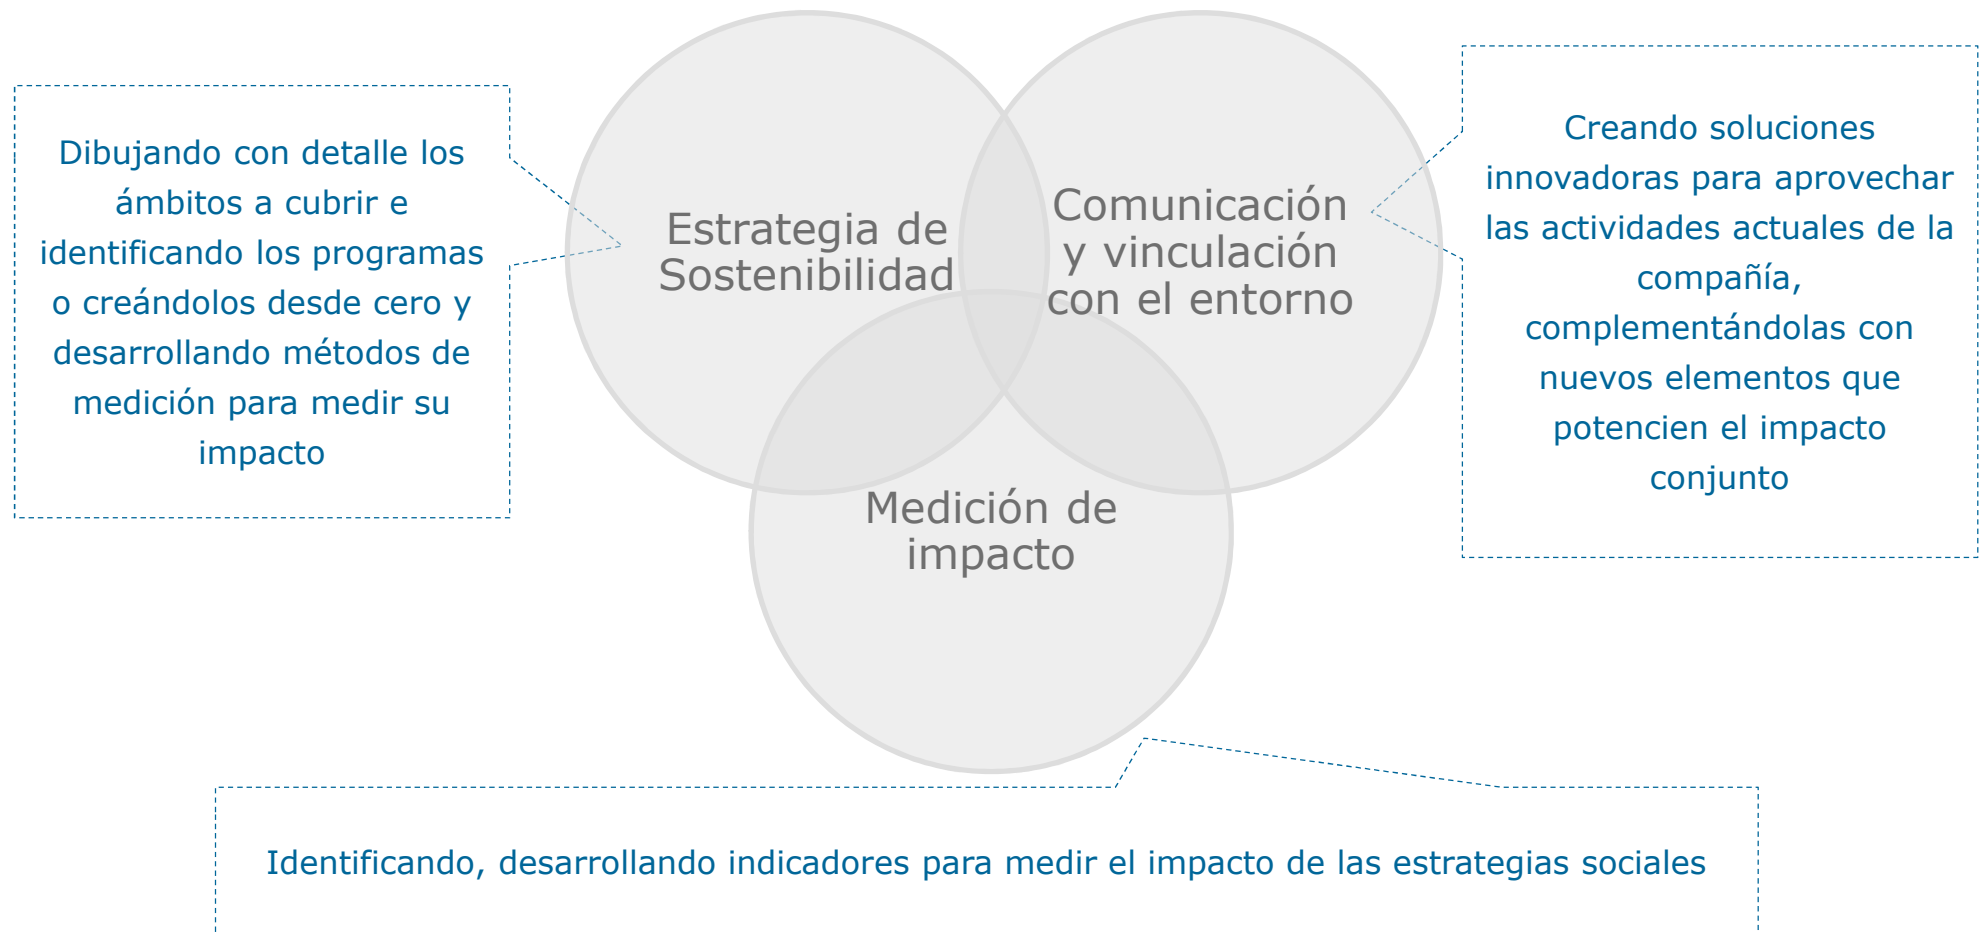 Dibujando con detalle los
ámbitos a cubrir e
identificando los programas
o creándolos desde cero y
desarrollando métodos de
medición para medir su
impacto
Estrategia de
Sostenibilidad
Comunicación
y vinculación
con el entorno
Creando soluciones
innovadoras para aprovechar
las actividades actuales de la
compañía,
complementándolas con
nuevos elementos que
potencien el impacto
conjunto
Medición de
impacto
Identificando, desarrollando indicadores para medir el impacto de las estrategias sociales